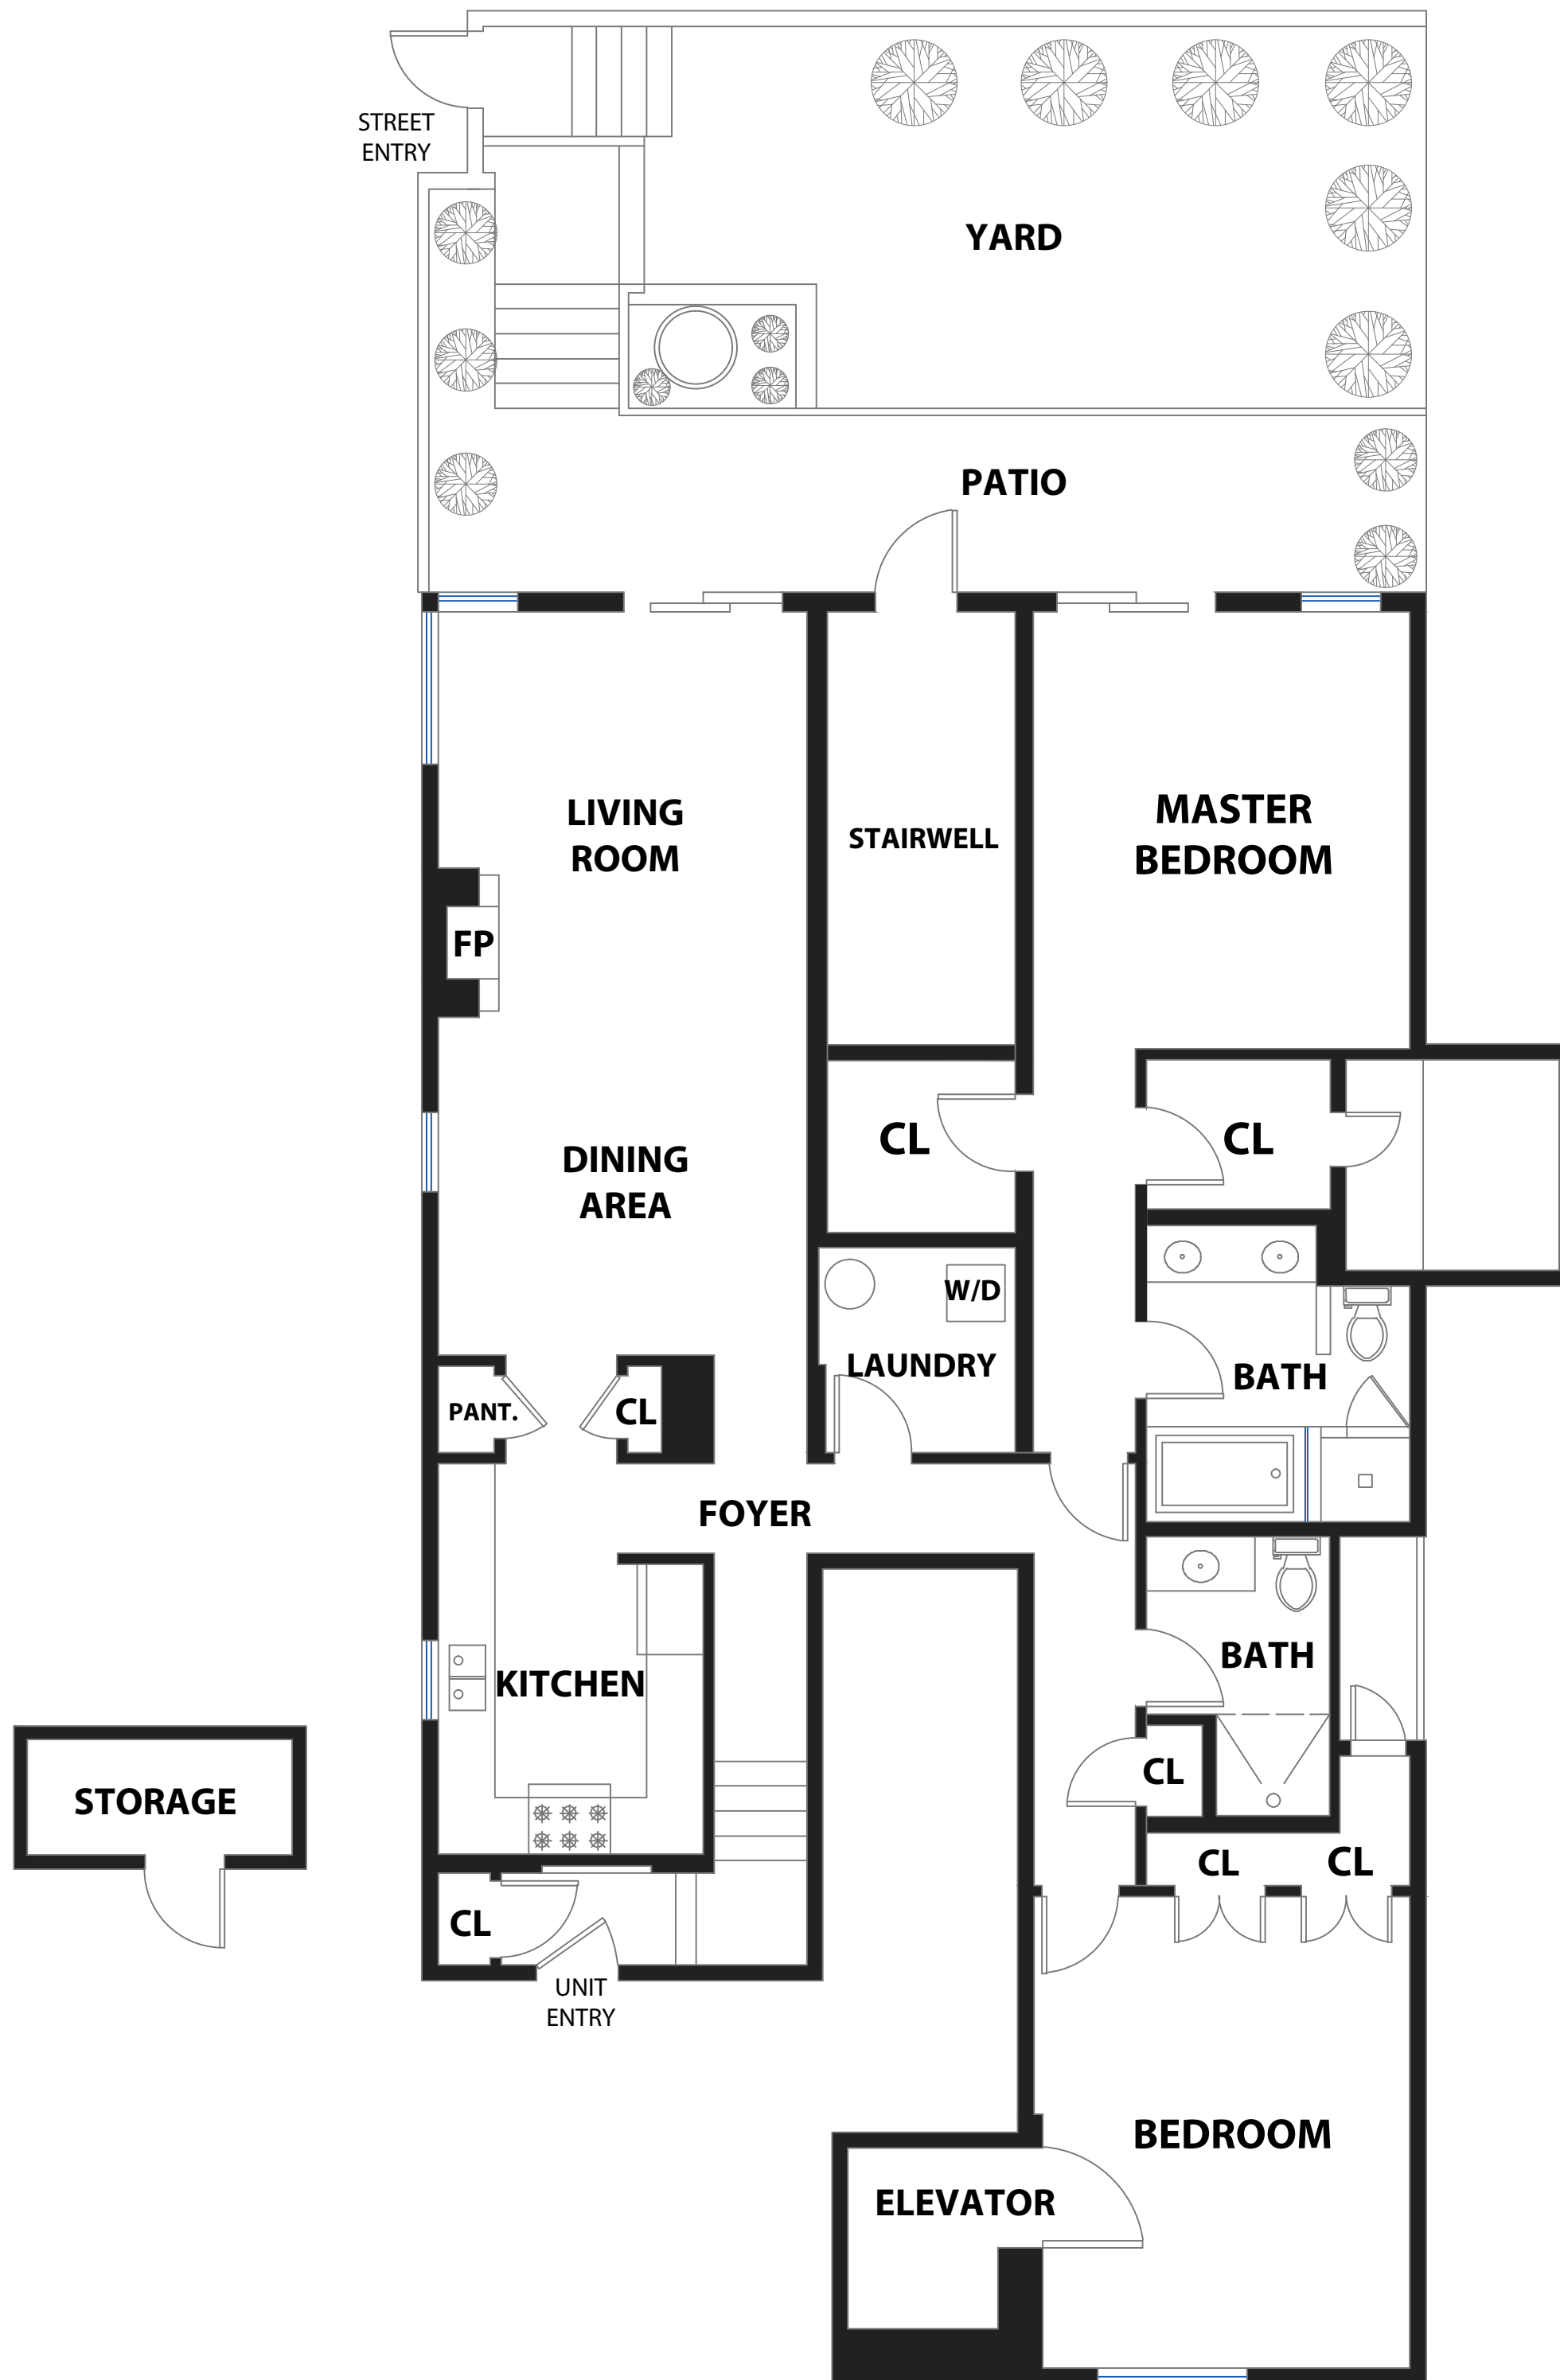 STREET
ENTRY
YARD
PATIO
LIVING
ROOM
STAIRWELL
MASTER
BEDROOM
FP
CL
CL
DINING
AREA
W/D
LAUNDRY
BATH
PANT.
CL
FOYER
BATH
KITCHEN
CL
STORAGE
CL
CL
CL
UNIT
ENTRY
BEDROOM
ELEVATOR